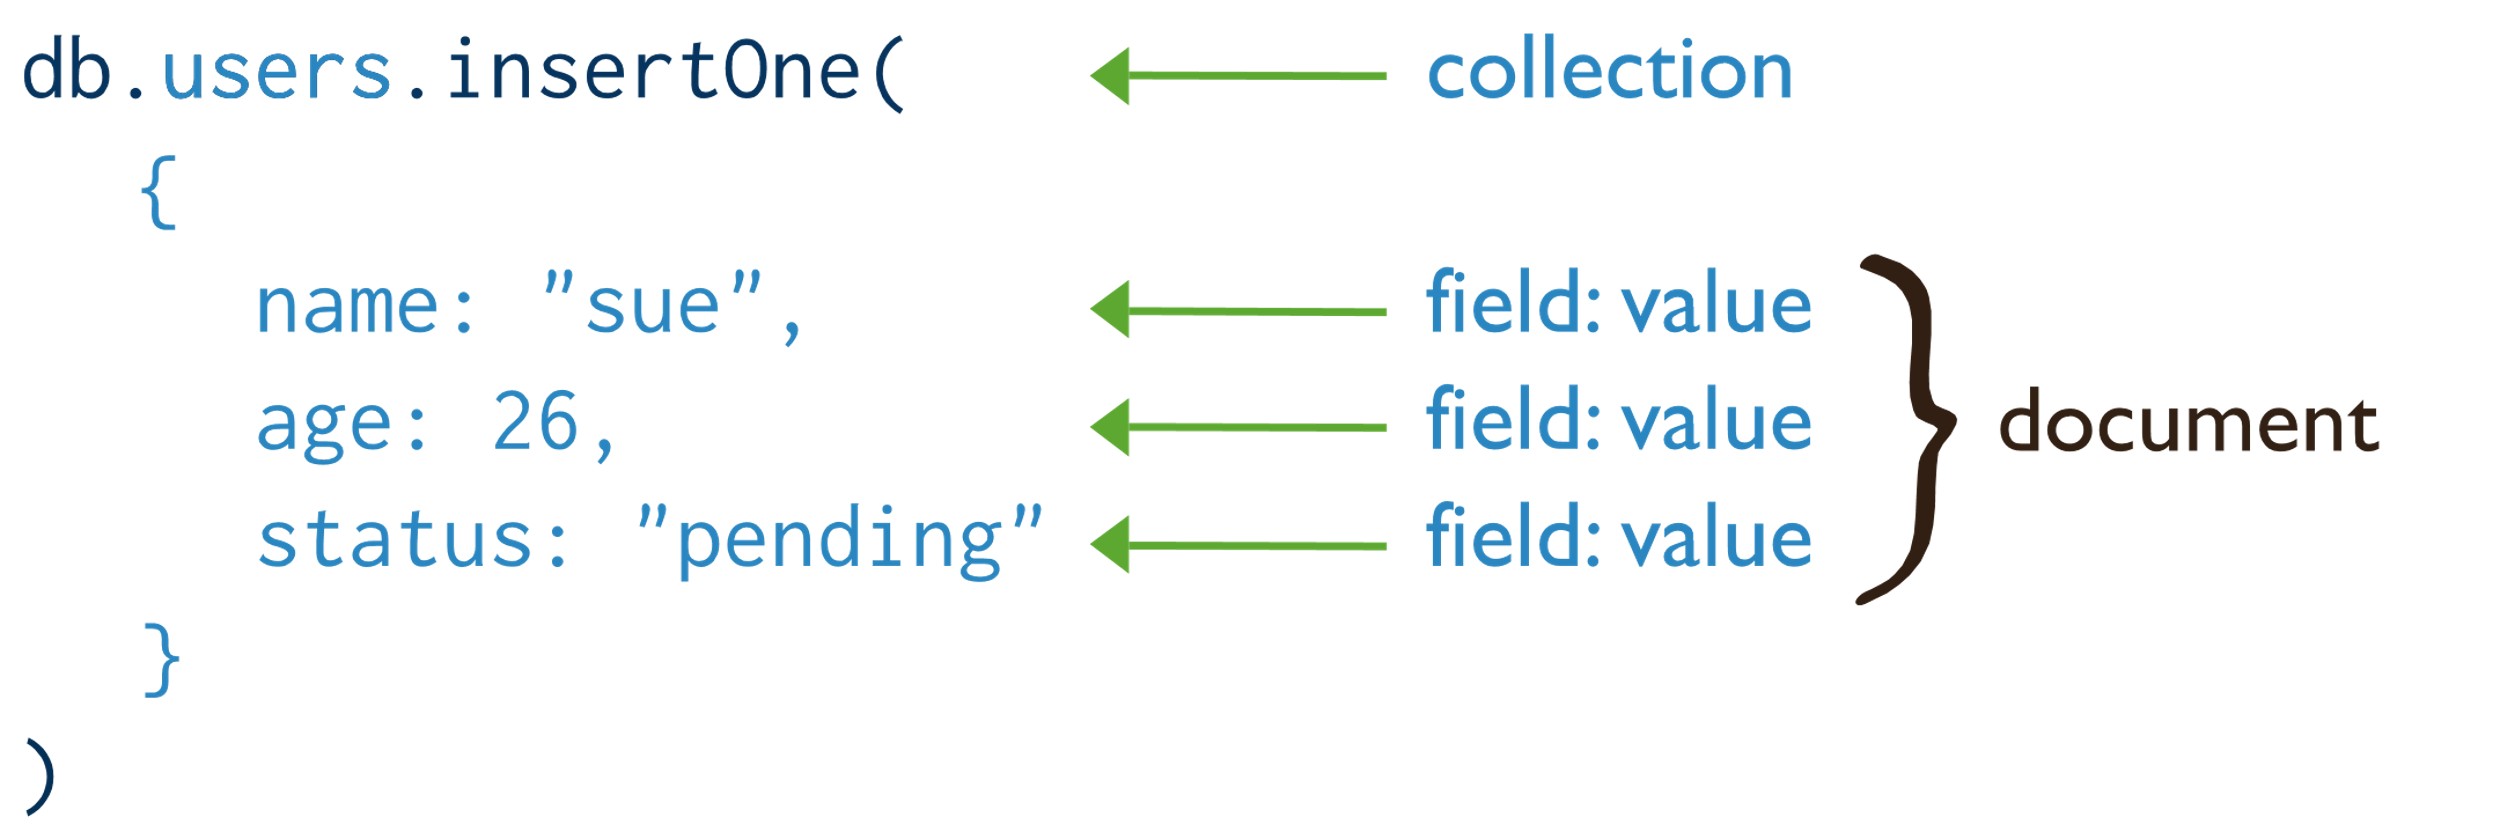 db.users.insertOne( collection
{
name: "sue", field: value
age: 26, field: value
status: "pending" field: value
document
}
)